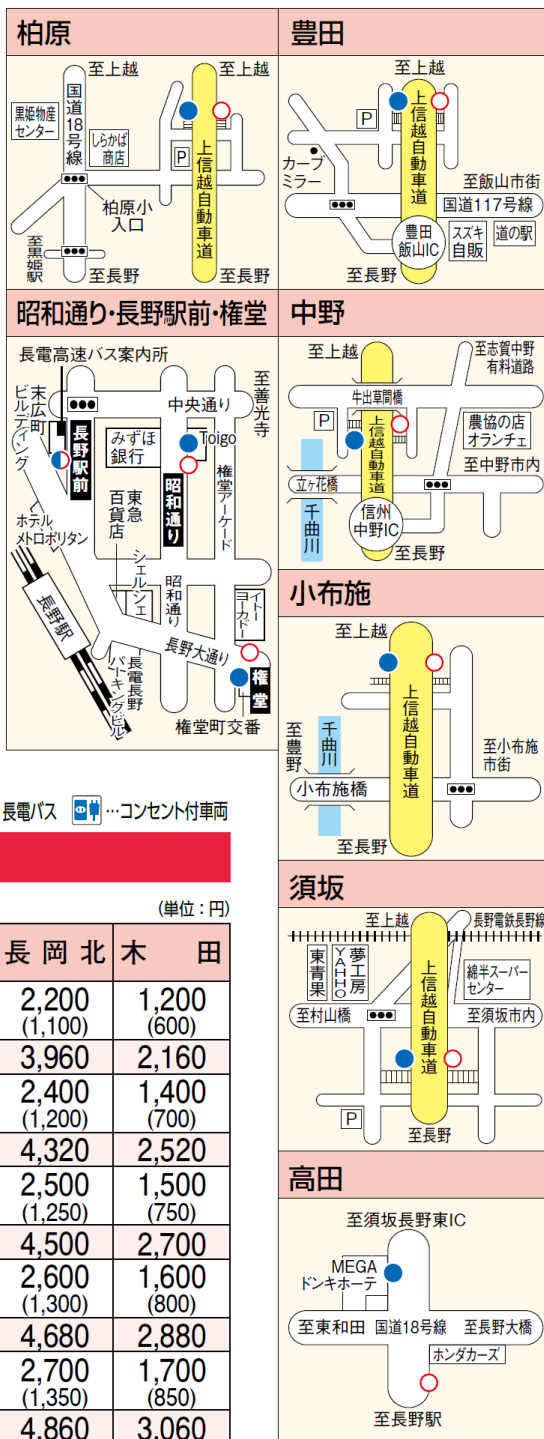 柏原
至上越
至上越
国道18号線
黒姫物産
センター
しらかば
商店
P
上信越自動車道
柏原小
入口
至黒姫駅
至長野
至長野
豊田
至上越
P
上信越自動車道
カーブ
ミラー
至飯山市街
国道117号線
豊田
飯山IC
スズキ
自販
道の駅
至長野
昭和通り・長野駅前・権堂
長電高速バス案内所
末広町
ビルディング
中央通り
至善光寺
長野駅前
みずほ
銀行
Toigo
昭和通り
権堂アーケード
東急
百貨店
ホテル
メトロポリタン
シェルシェ
昭和通り
イトー
ヨーカドー
長野駅
長野大通り
長電長野
パーキングビル
権堂
権堂町交番
中野
至上越
至志賀中野
有料道路
牛出草間橋
P
上信越自動車道
農協の店
オランチェ
至中野市内
立ヶ花橋
千曲川
信州
中野IC
至長野
小布施
至上越
上信越自動車道
至豊野
千曲川
至小布施
市街
小布施橋
至長野
長電バス
…コンセント付車両
(単位：円)
長岡北 木田
2,200 1,200
(1,100) (600)
3,960 2,160
2,400 1,400
(1,200) (700)
4,320 2,520
2,500 1,500
(1,250) (750)
4,500 2,700
2,600 1,600
(1,300) (800)
4,680 2,880
2,700 1,700
(1,350) (850)
4,860 3,060
須坂
至上越
長野電鉄長野線
東青果
夢工房
YAHHO
上信越自動車道
綿半スーパー
センター
至村山橋
至須坂市内
P
至長野
高田
至須坂長野東IC
MEGA
ドンキホーテ
至東和田 国道18号線 至長野大橋
ホンダカーズ
至長野駅